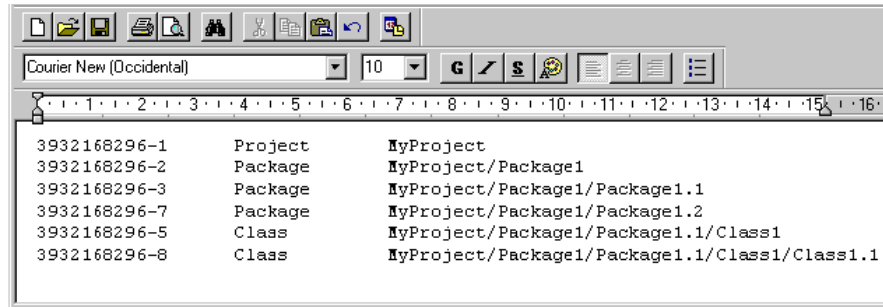 Courier New (Occidental) 10 G I S
1 2 3 4 5 6 7 8 9 10 11 12 13 14 15 16
3932168296-1 Project MyProject
3932168296-2 Package MyProject/Package1
3932168296-3 Package MyProject/Package1/Package1.1
3932168296-7 Package MyProject/Package1/Package1.2
3932168296-5 Class MyProject/Package1/Package1.1/Class1
3932168296-8 Class MyProject/Package1/Package1.1/Class1/Class1.1